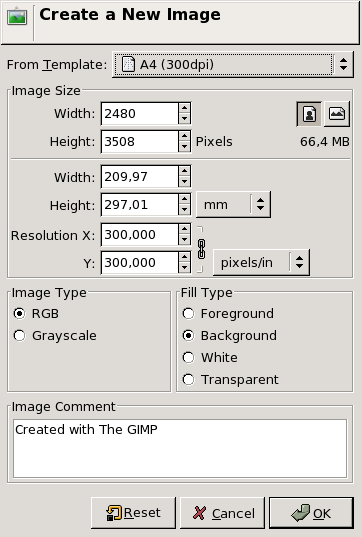 Create a New Image
From Template: A4 (300dpi)
Image Size
Width: 2480
Height: 3508 Pixels 66,4 MB
Width: 209,97
Height: 297,01 mm
Resolution X: 300,000
Y: 300,000 pixels/in
Image Type
RGB
Grayscale
Fill Type
Foreground
Background
White
Transparent
Image Comment
Created with The GIMP
Reset Cancel OK